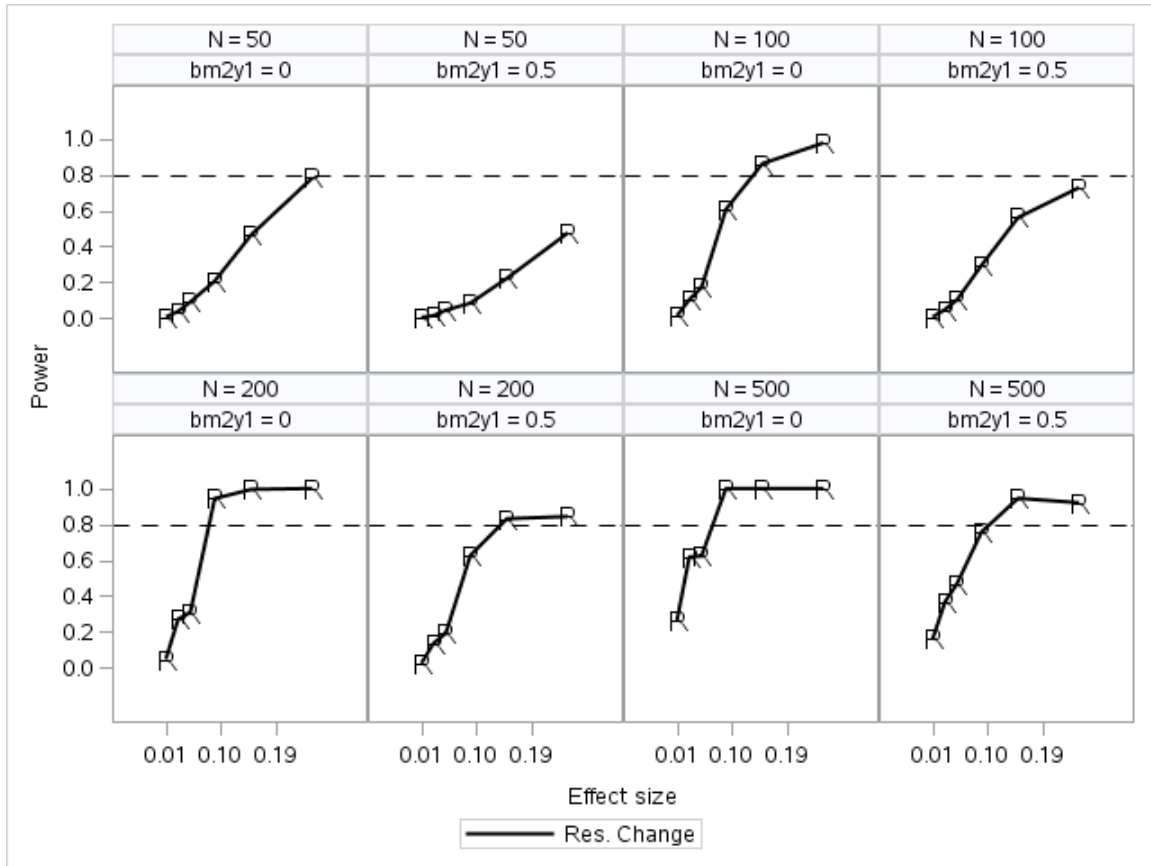 N = 50
N = 50
N = 100
N = 100
bm2y1 = 0
bm2y1 = 0.5
bm2y1 = 0
bm2y1 = 0.5
1.0
0.8
0.6
0.4
0.2
0.0
R R R R R R
R R R R R R
R R R R R R
R R R R R R
Power
N = 200
N = 200
N = 500
N = 500
bm2y1 = 0
bm2y1 = 0.5
bm2y1 = 0
bm2y1 = 0.5
1.0
0.8
0.6
0.4
0.2
0.0
R R R R R R
R R R R R R
R R R R R R
R R R R R R
0.01 0.10 0.19
0.01 0.10 0.19
0.01 0.10 0.19
0.01 0.10 0.19
Effect size
Res. Change